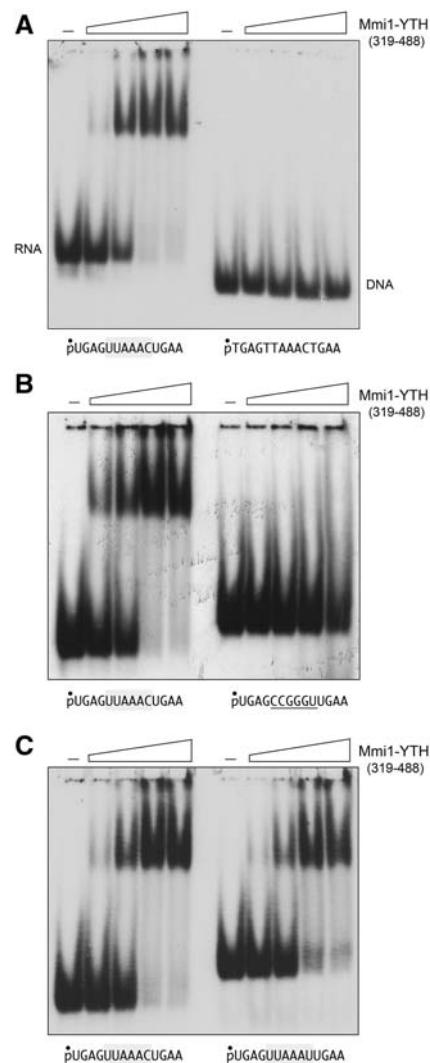 A
– Mmi1-YTH
(319-488)
–
RNA
DNA
pUGAGUUAAACUGAA pTGAGTTAAACTGAA
B
– – Mmi1-YTH
(319-488)
pUGAGUUAAACUGAA pUGAGCCGGGUUGAA
C
– – Mmi1-YTH
(319-488)
pUGAGUUAAACUGAA pUGAGUUAAAUUGAA